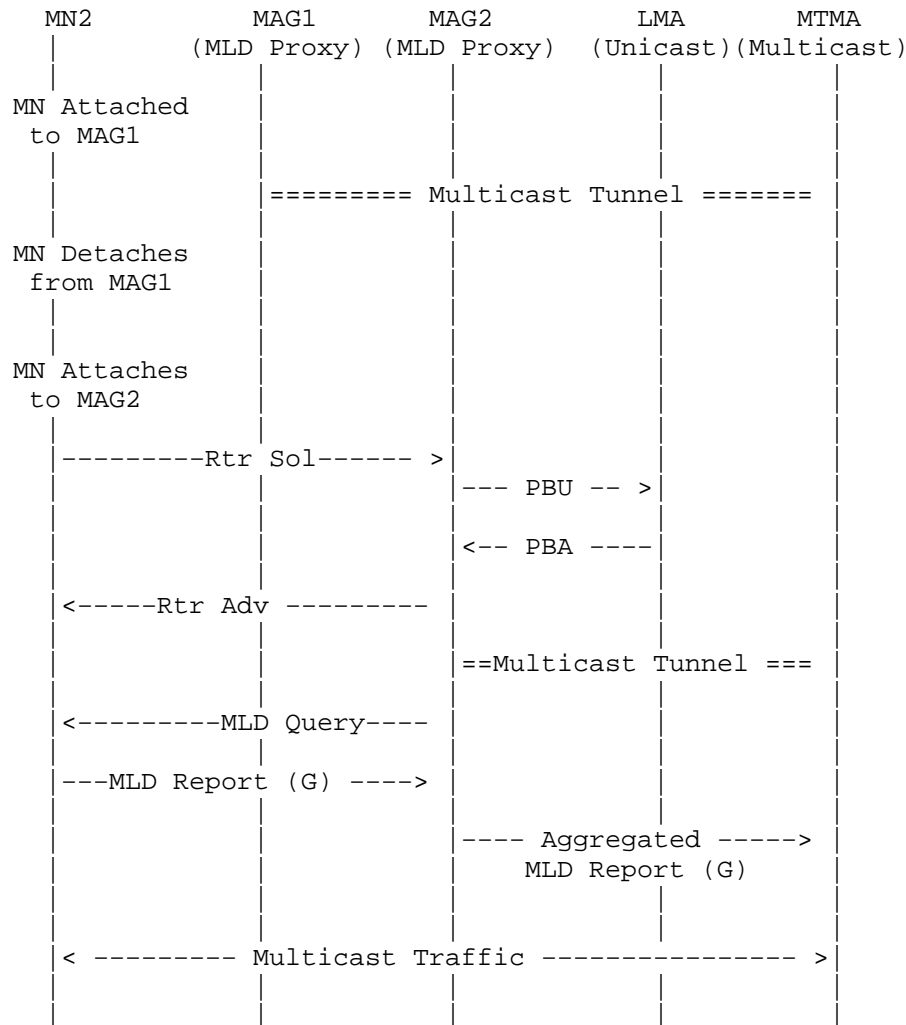 MN2 MAG1 MAG2 LMA MTMA
(MLD Proxy) (MLD Proxy) (Unicast)(Multicast)
MN Attached
to MAG1
========= Multicast Tunnel =======
MN Detaches
from MAG1
MN Attaches
to MAG2
---------Rtr Sol------ >
--- PBU -- >
<-- PBA ----
<-----Rtr Adv ---------
==Multicast Tunnel ===
<---------MLD Query----
---MLD Report (G) ---->
---- Aggregated ----->
MLD Report (G)
< --------- Multicast Traffic ---------------- >